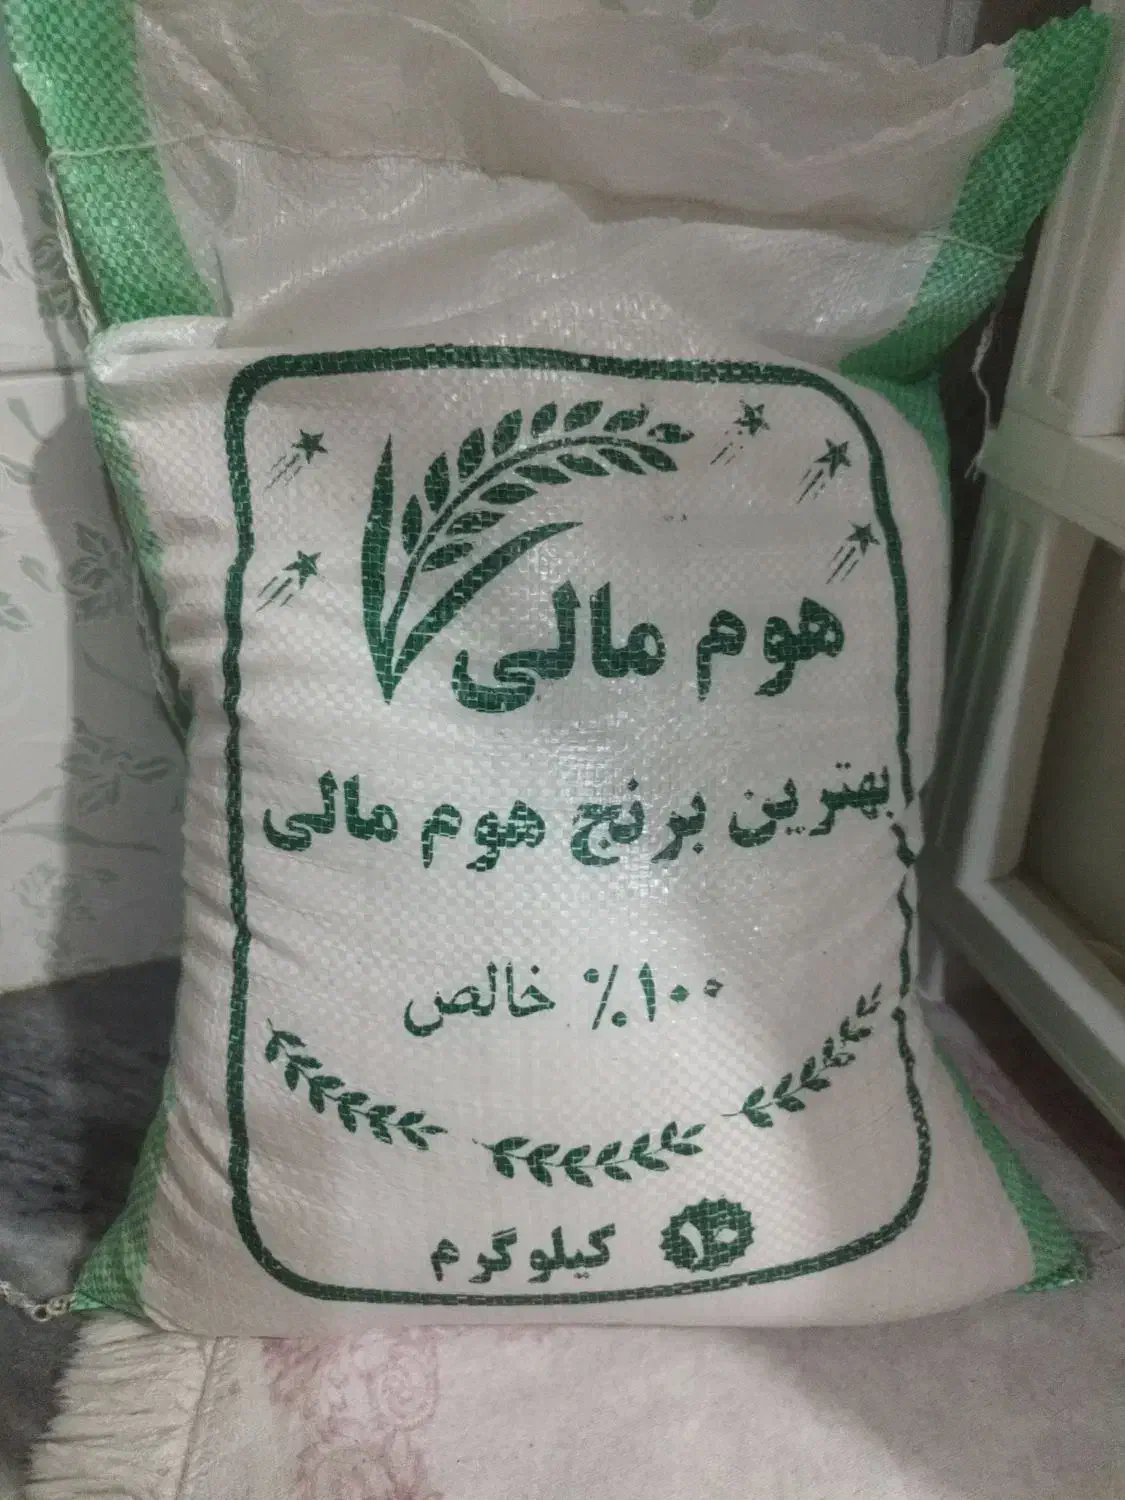 هوم مالی
بهترین برنج هوم مالی
۱۰۰٪ خالص
۱۰ کیلوگرم